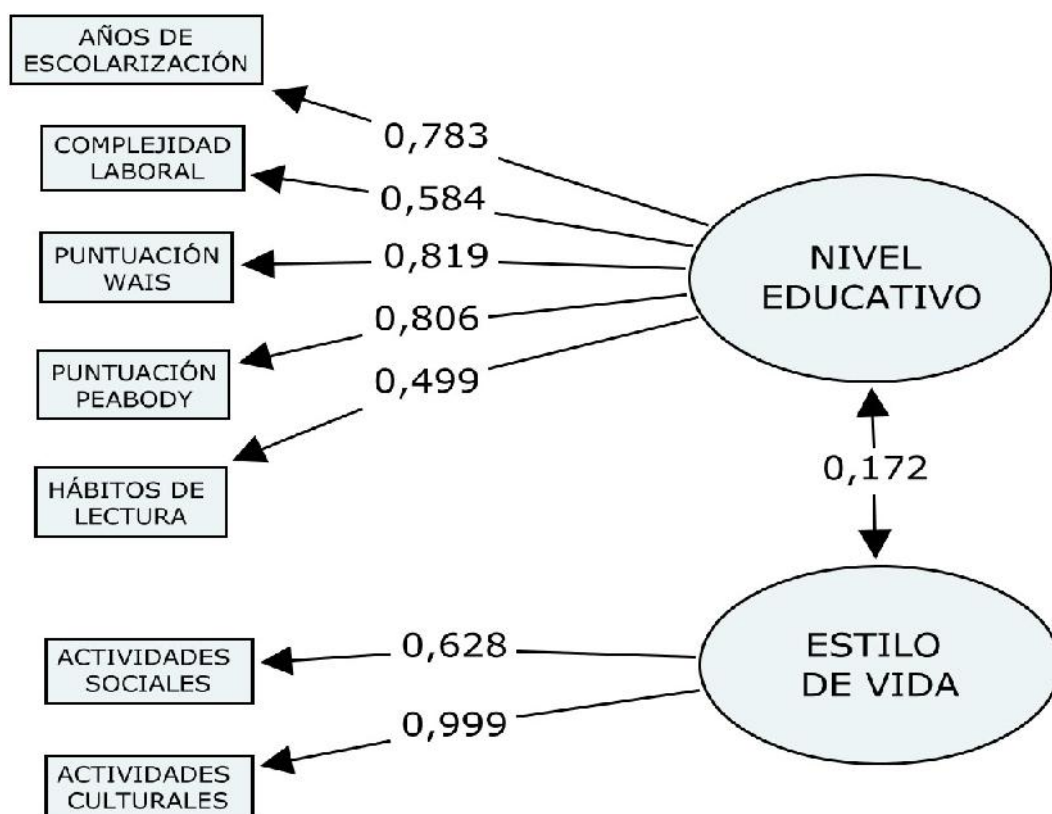 AÑOS DE
ESCOLARIZACIÓN
0,783
COMPLEJIDAD
LABORAL
0,584
PUNTUACIÓN
WAIS
0,819
NIVEL
EDUCATIVO
PUNTUACIÓN
PEABODY
0,806
0,499
HÁBITOS DE
LECTURA
0,172
ACTIVIDADES
SOCIALES
0,628
ESTILO
DE VIDA
0,999
ACTIVIDADES
CULTURALES